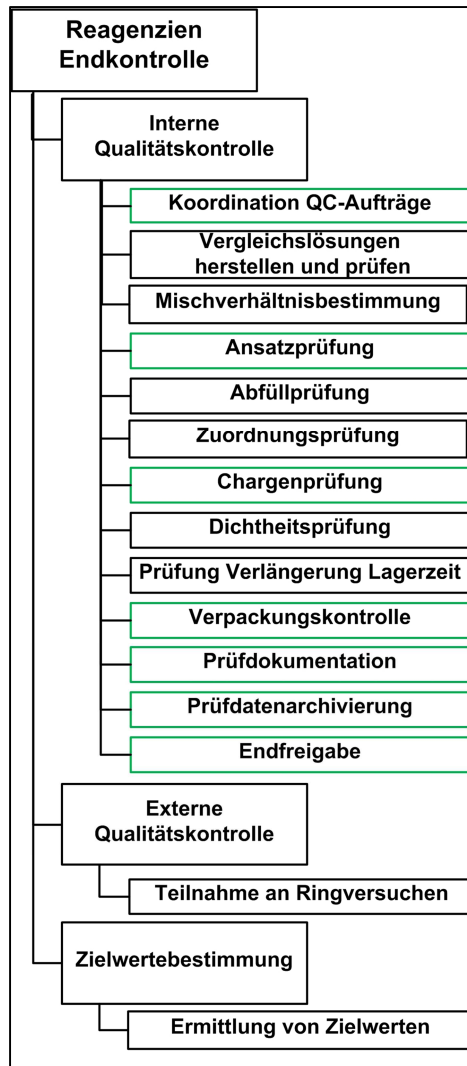 Reagenzien
Endkontrolle
Interne
Qualitätskontrolle
Koordination QC-Aufträge
Vergleichslösungen
herstellen und prüfen
Mischverhältnisbestimmung
Ansatzprüfung
Abfüllprüfung
Zuordnungsprüfung
Chargenprüfung
Dichtheitsprüfung
Prüfung Verlängerung Lagerzeit
Verpackungskontrolle
Prüfdokumentation
Prüfdatenarchivierung
Endfreigabe
Externe
Qualitätskontrolle
Teilnahme an Ringversuchen
Zielwertebestimmung
Ermittlung von Zielwerten